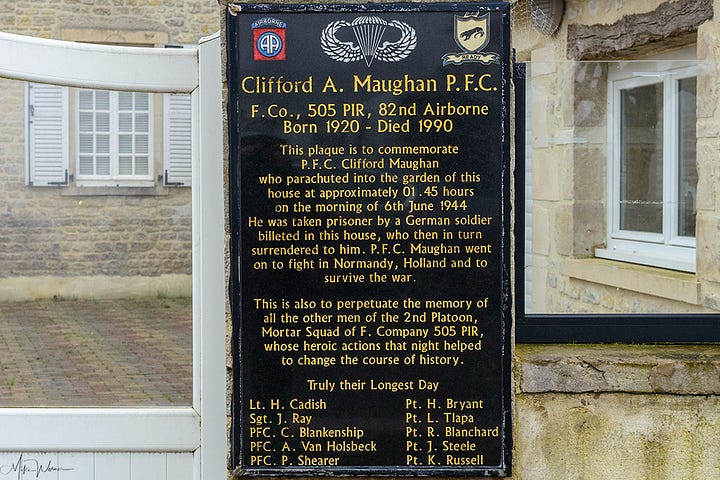 AIRBORNE
READY
Clifford A. Maughan P.F.C.
F.Co., 505 PIR, 82nd Airborne
Born 1920 - Died 1990
This plaque is to commemorate
P.F.C. Clifford Maughan
who parachuted into the garden of this
house at approximately 01.45 hours
on the morning of 6th June 1944
He was taken prisoner by a German soldier
billeted in this house, who then in turn
surrendered to him. P.F.C. Maughan went
on to fight in Normandy, Holland and to
survive the war.
This is also to perpetuate the memory of
all the other men of the 2nd Platoon,
Mortar Squad of F. Company 505 PIR,
whose heroic actions that night helped
to change the course of history.
Truly their Longest Day
Lt. H. Cadish
Sgt. J. Ray
PFC. C. Blankenship
PFC. A. Van Holsbeck
PFC. P. Shearer
Pt. H. Bryant
Pt. L. Tlapa
Pt. R. Blanchard
Pt. J. Steele
Pt. K. Russell